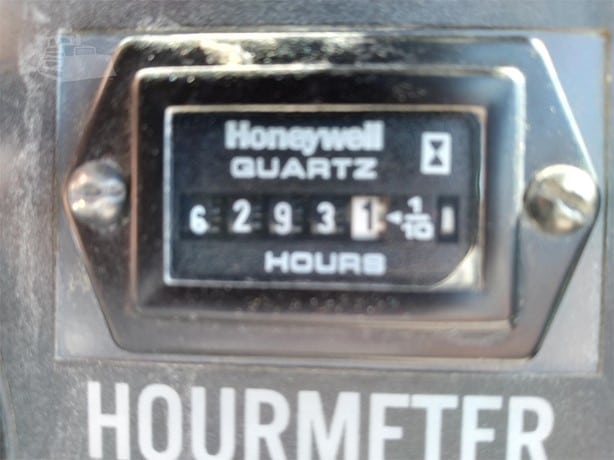 Honeywell
QUARTZ
6 2 9 3 1 ◄ 1/10
HOURS
HOURMETER